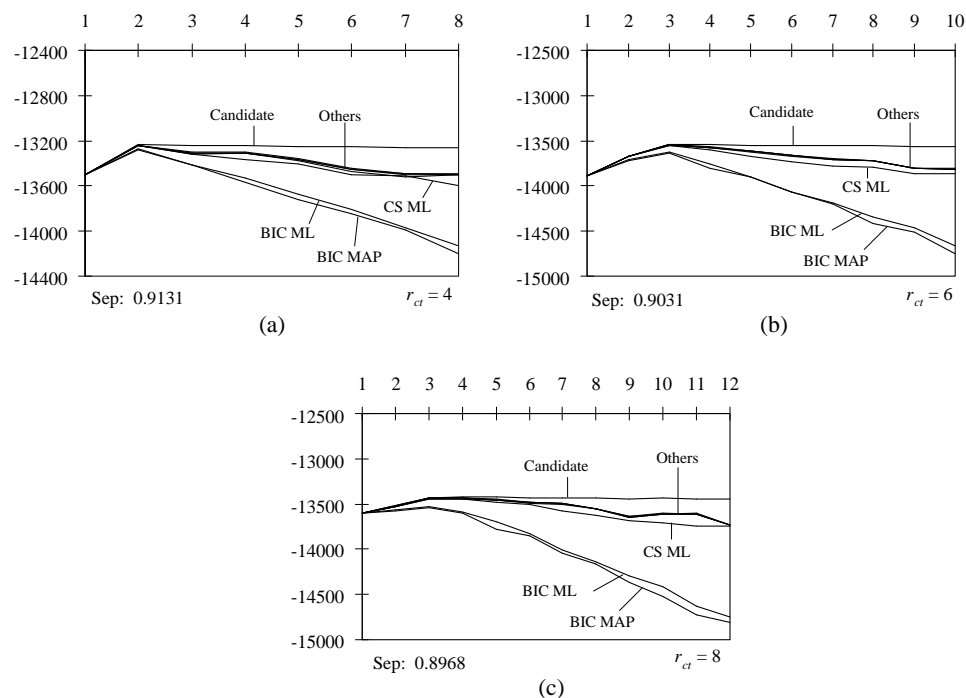 1 2 3 4 5 6 7 8
-12400
-12800
-13200
-13600
-14000
-14400
Candidate
Others
CS ML
BIC ML
BIC MAP
Sep: 0.9131
r_ct = 4
(a)
1 2 3 4 5 6 7 8 9 10
-12500
-13000
-13500
-14000
-14500
-15000
Candidate
Others
CS ML
BIC ML
BIC MAP
Sep: 0.9031
r_ct = 6
(b)
1 2 3 4 5 6 7 8 9 10 11 12
-12500
-13000
-13500
-14000
-14500
-15000
Candidate
Others
CS ML
BIC ML
BIC MAP
Sep: 0.8968
r_ct = 8
(c)